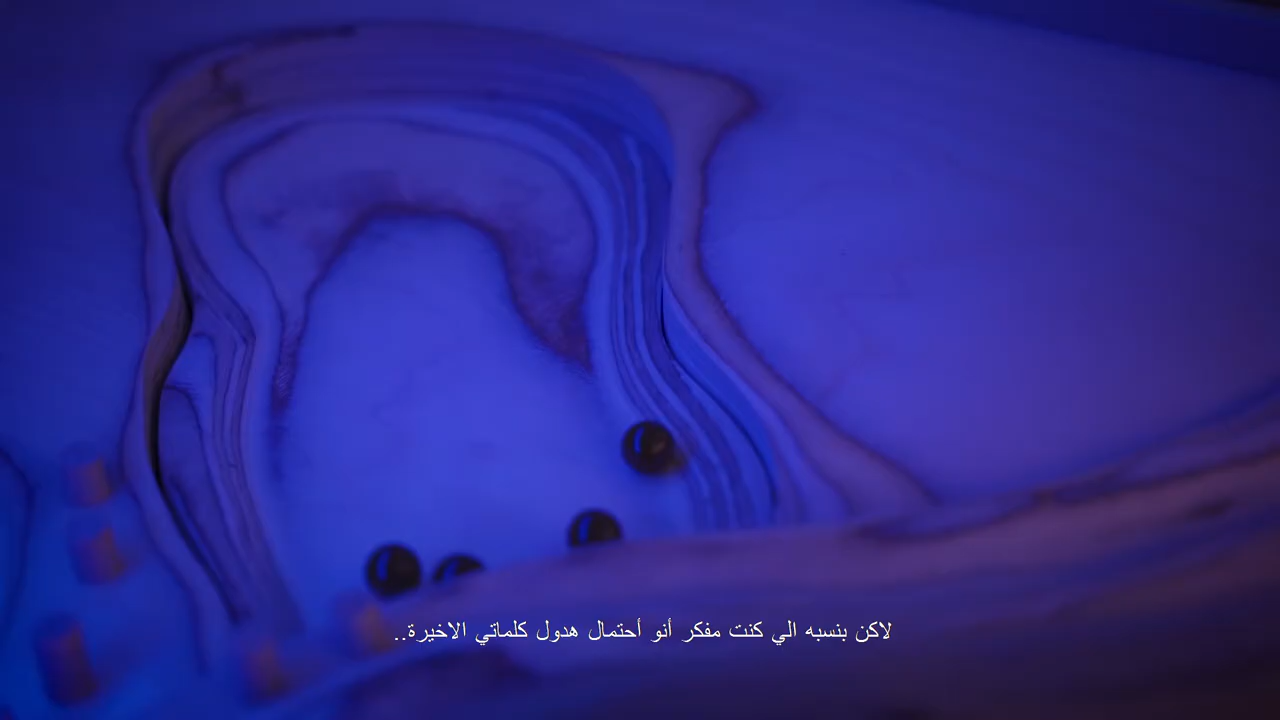 لاكن بنسبه الي كنت مفكر أنو أحتمال هدول كلماتي الاخيرة..